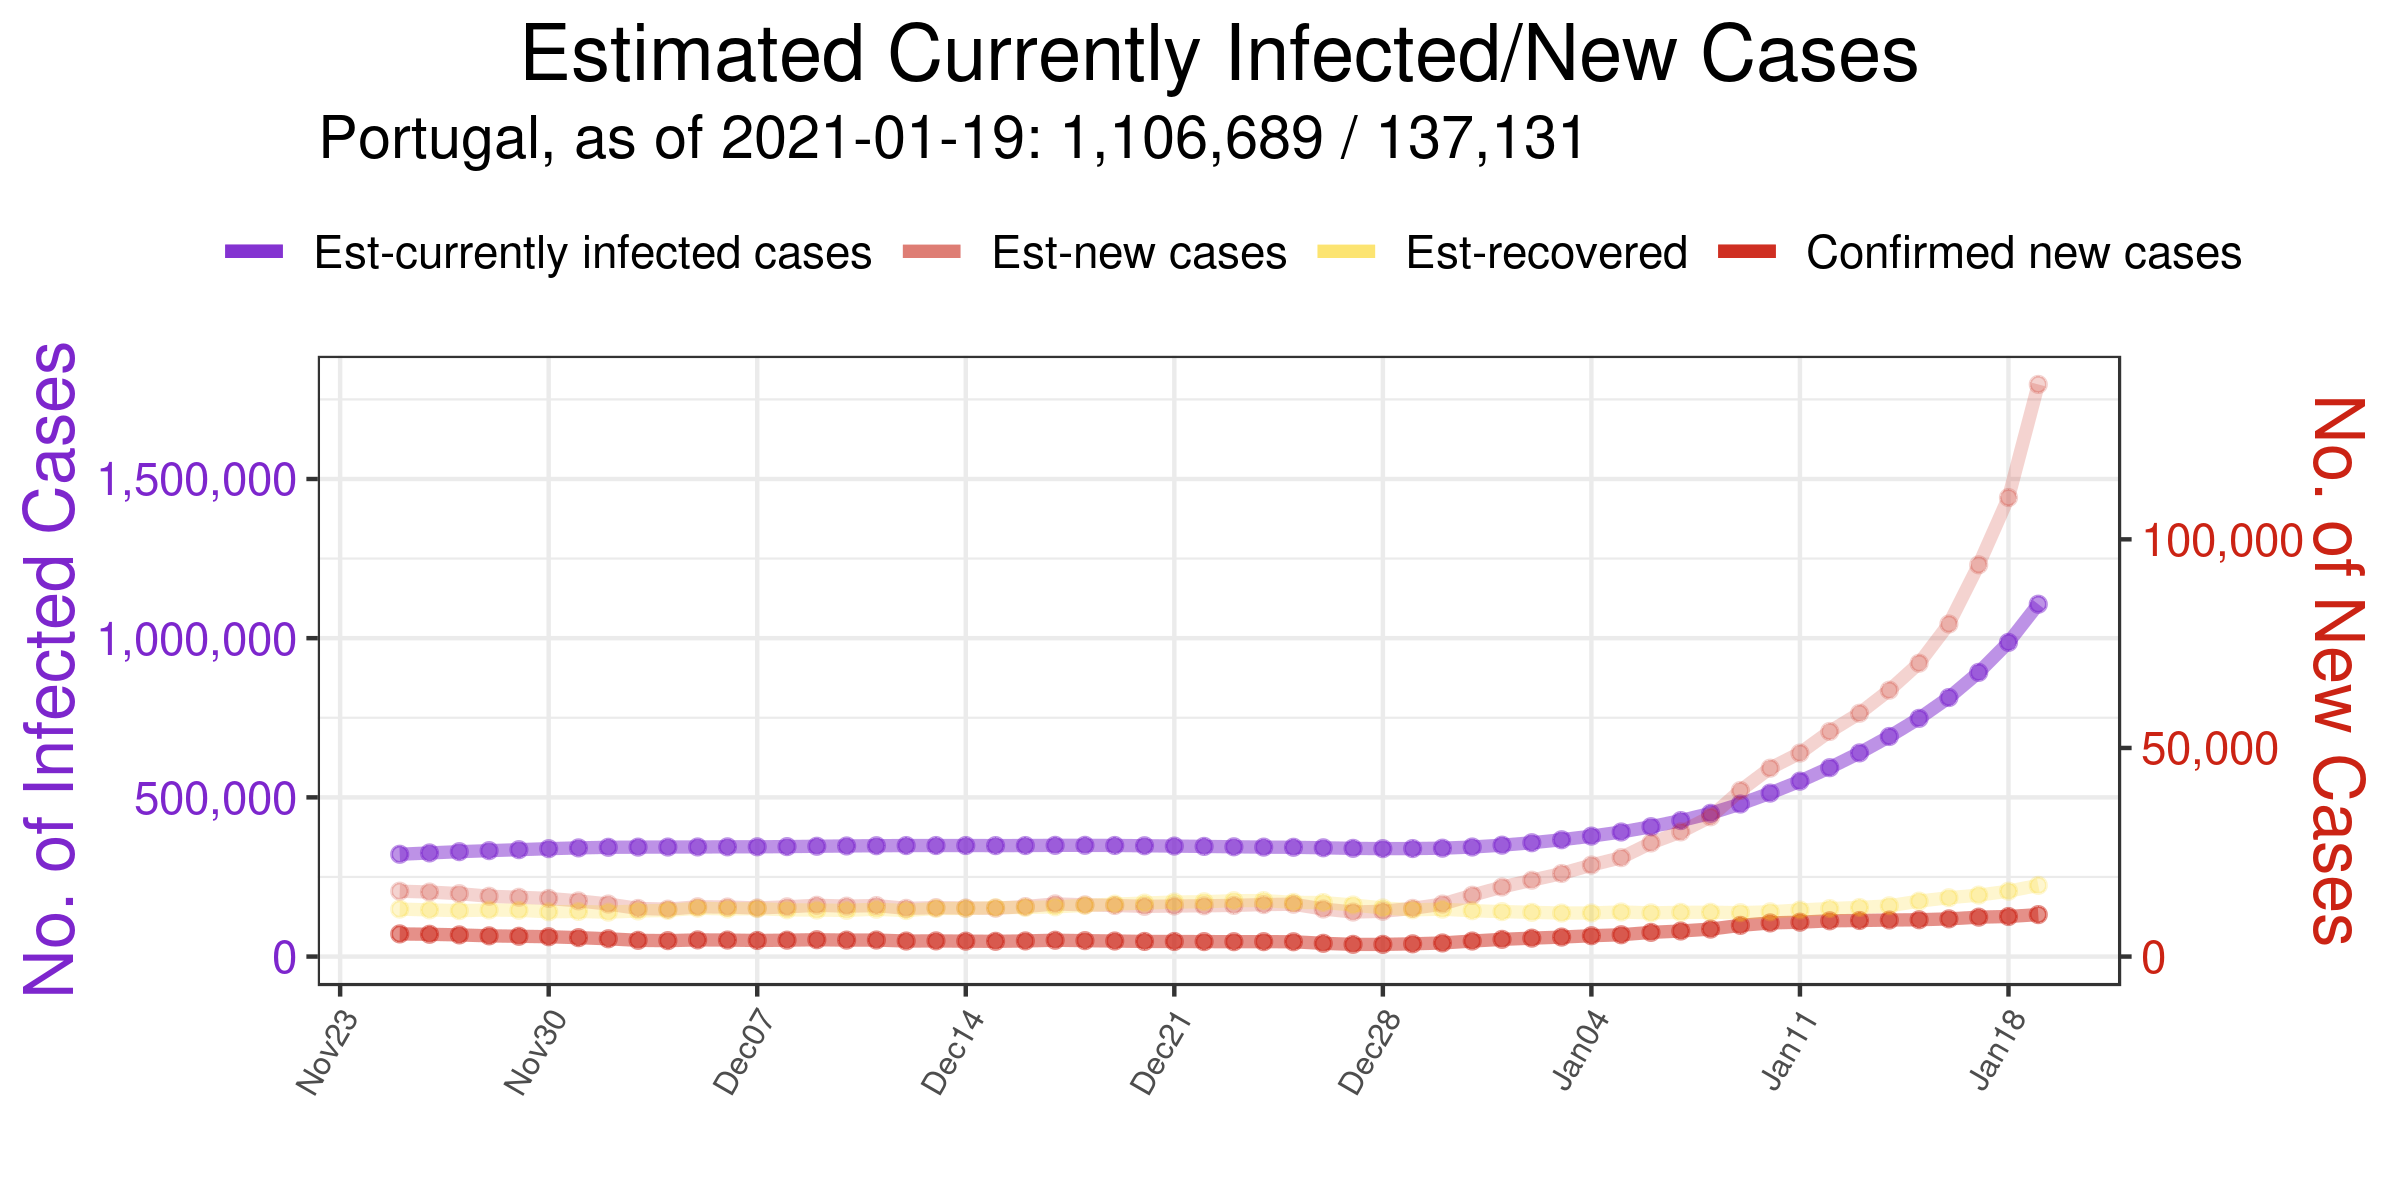 Estimated Currently Infected/New Cases
Portugal, as of 2021-01-19: 1,106,689 / 137,131
Est-currently infected cases Est-new cases Est-recovered Confirmed new cases
No. of Infected Cases
1,500,000
1,000,000
500,000
0
100,000
50,000
0
No. of New Cases
Nov23 Nov30 Dec07 Dec14 Dec21 Dec28 Jan04 Jan11 Jan18